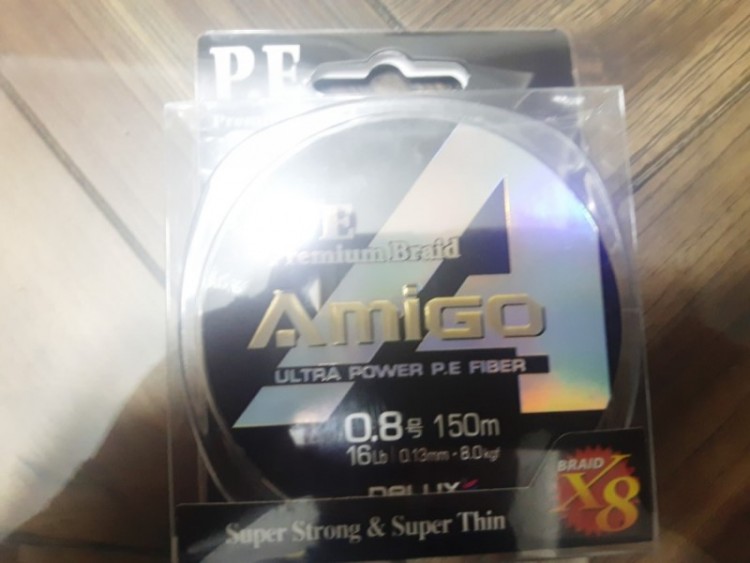 P.E
Premium Braid
AmiGO
ULTRA POWER P.E FIBER
0.8号 150m
16Lb | 0.13mm - 8.0kgf
BRAID
X8
Super Strong & Super Thin